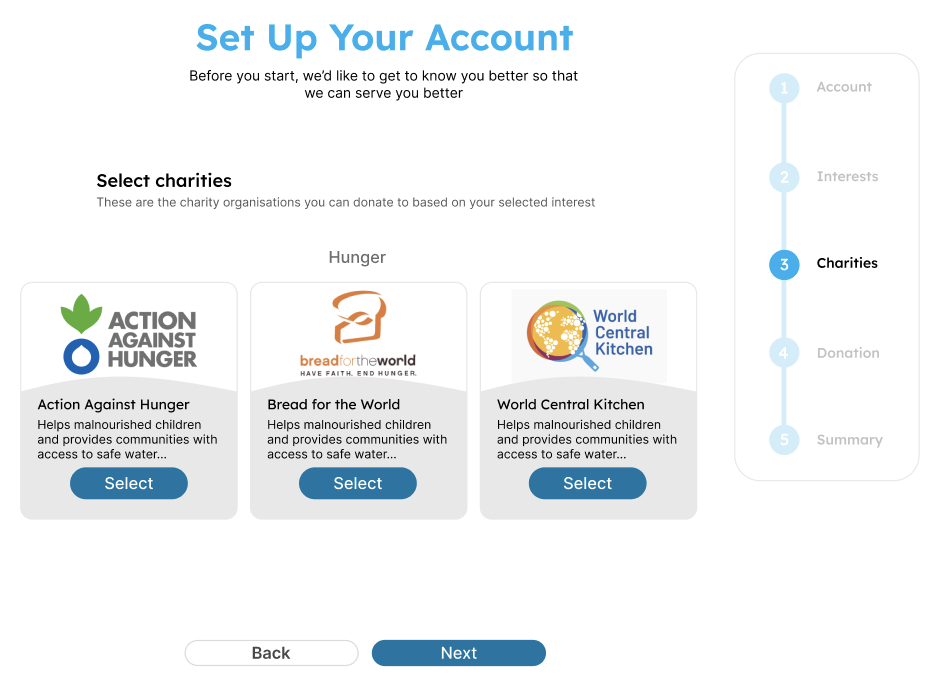 Set Up Your Account
Before you start, we'd like to get to know you better so that
we can serve you better
Select charities
These are the charity organisations you can donate to based on your selected interest
Hunger
ACTION
AGAINST
HUNGER
Action Against Hunger
Helps malnourished children
and provides communities with
access to safe water...
Select
breadfortheworld
HAVE FAITH. END HUNGER.
Bread for the World
Helps malnourished children
and provides communities with
access to safe water...
Select
World
Central
Kitchen
World Central Kitchen
Helps malnourished children
and provides communities with
access to safe water...
Select
Back
Next
1 Account
2 Interests
3 Charities
4 Donation
5 Summary